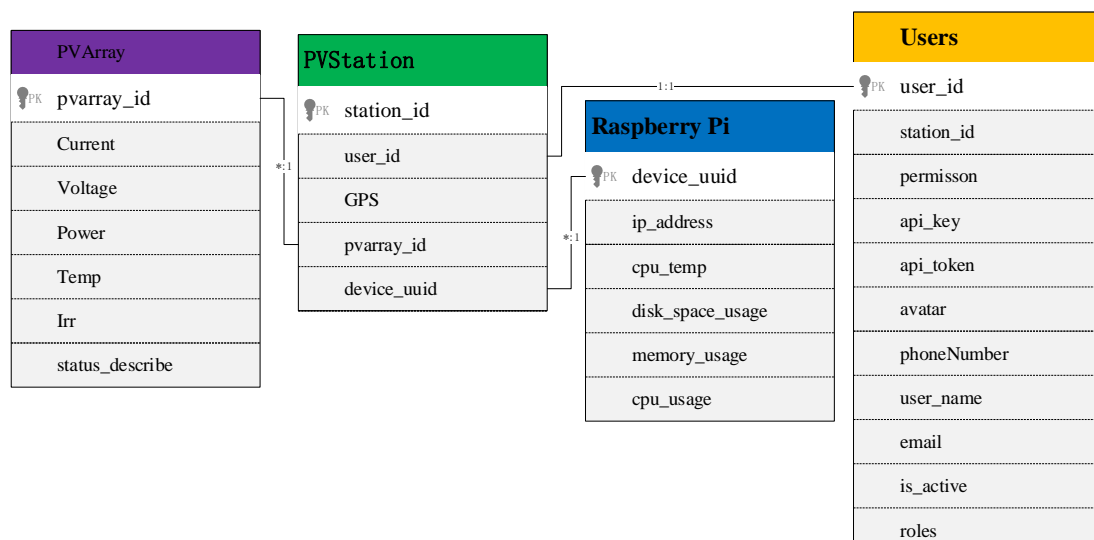 PVArray
PK pvarray_id
Current
Voltage
Power
Temp
Irr
status_describe
*:1
PVStation
PK station_id
user_id
GPS
pvarray_id
device_uuid
*:1
1:1
Raspberry Pi
PK device_uuid
ip_address
cpu_temp
disk_space_usage
memory_usage
cpu_usage
Users
PK user_id
station_id
permisson
api_key
api_token
avatar
phoneNumber
user_name
email
is_active
roles